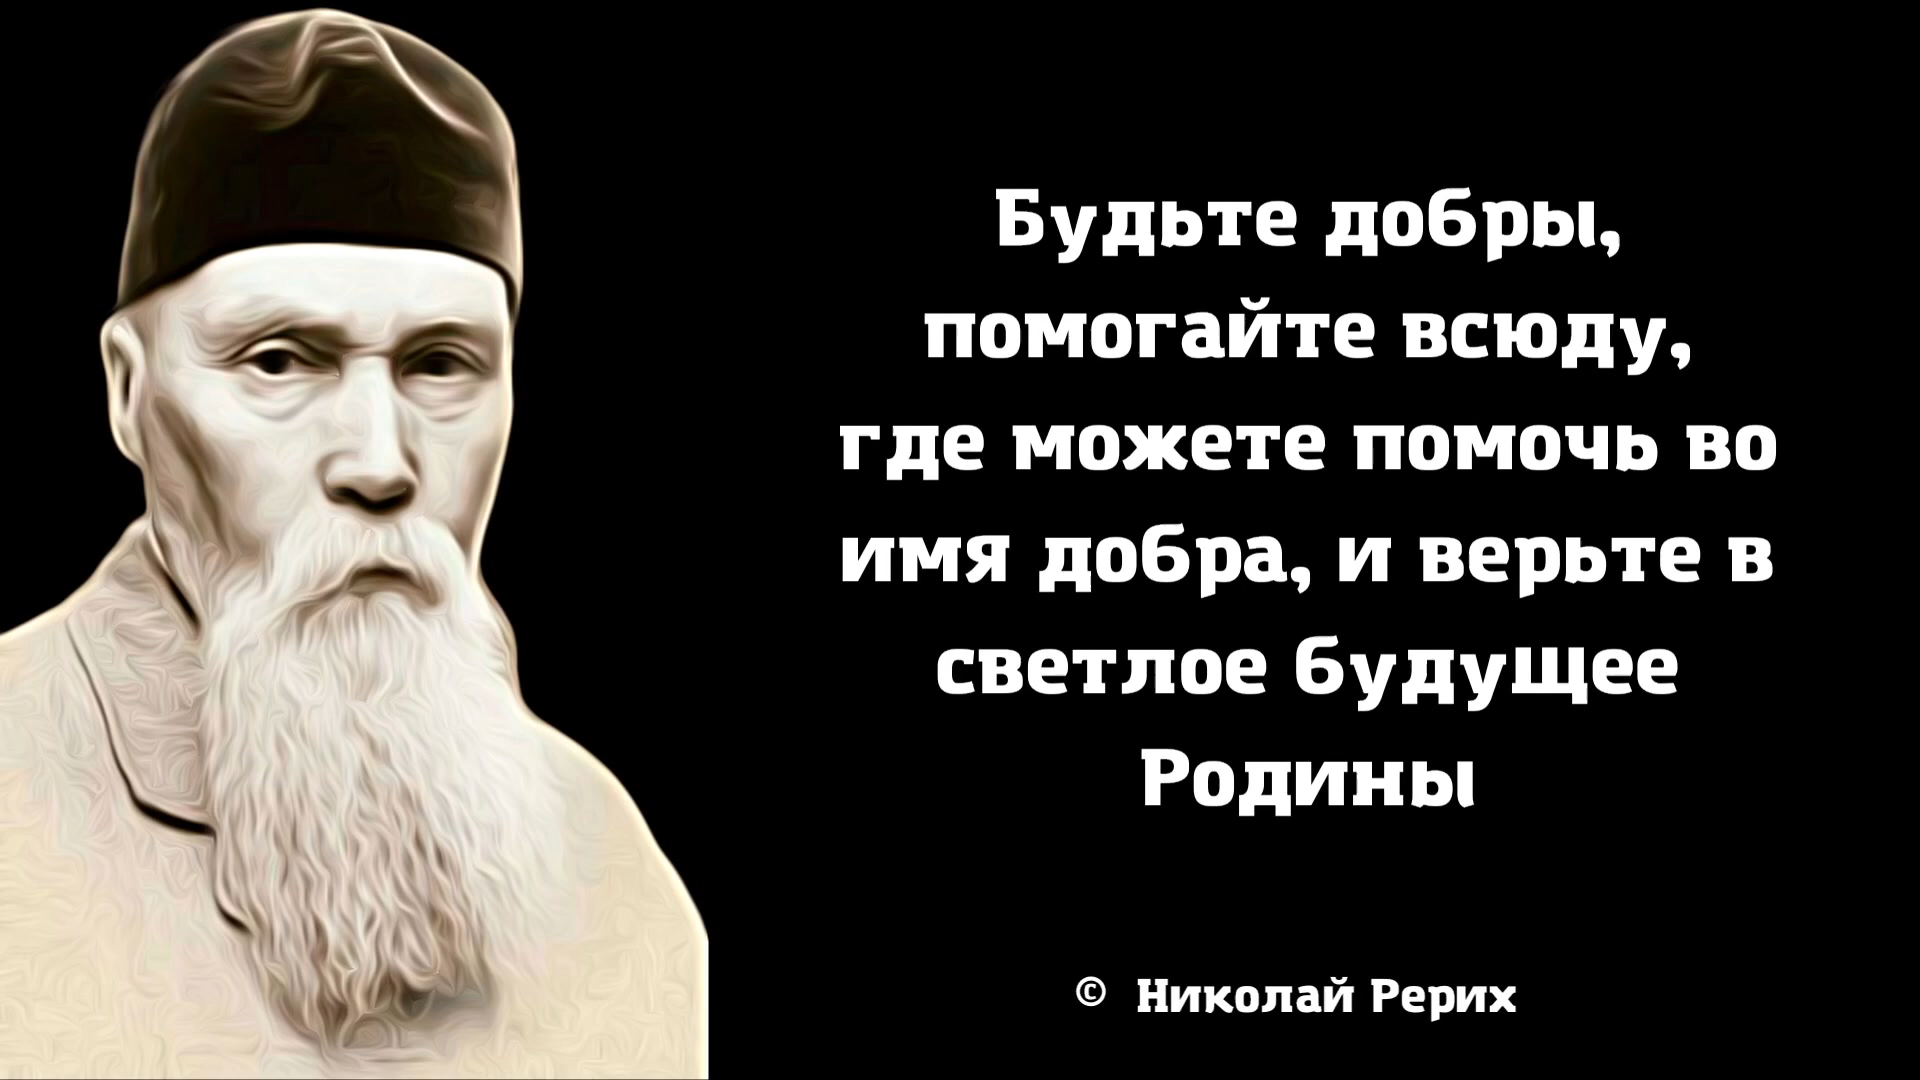 Будьте добры,
помогайте всюду,
где можете помочь во
имя добра, и верьте в
светлое будущее
Родины
© Николай Рерих